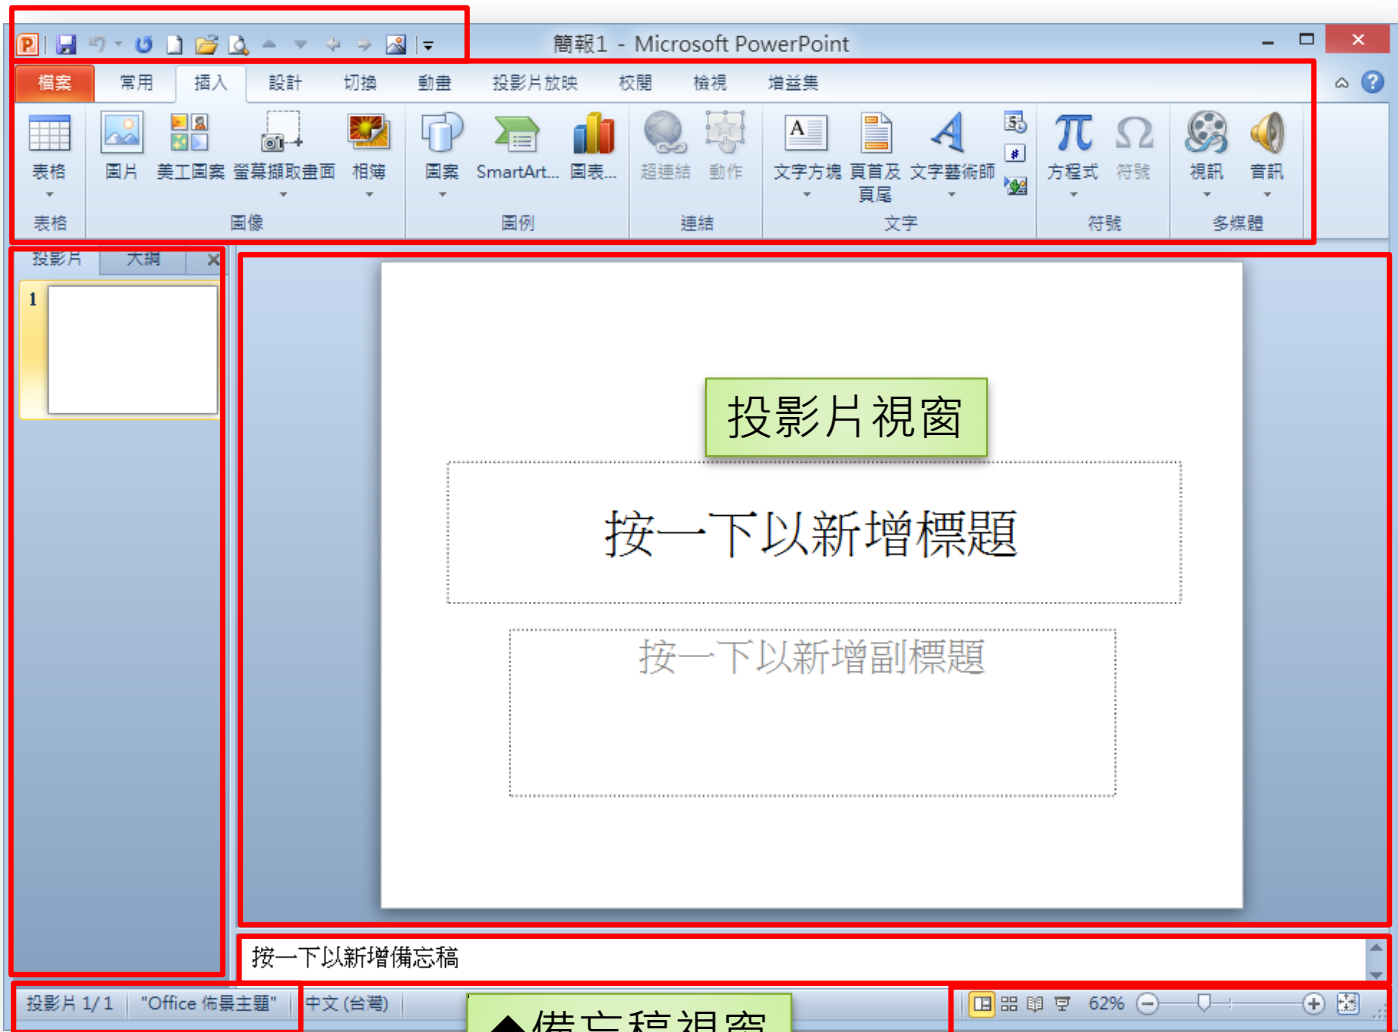 簡報1 - Microsoft PowerPoint
檔案 常用 插入 設計 切換 動畫 投影片放映 校閱 檢視 增益集
表格 圖片 美工圖案 螢幕擷取畫面 相簿 圖案 SmartArt... 圖表... 超連結 動作 文字方塊 頁首及頁尾 文字藝術師 方程式 符號 視訊 音訊
表格 圖像 圖例 連結 文字 符號 多媒體
投影片 大綱
1
投影片視窗
按一下以新增標題
按一下以新增副標題
按一下以新增備忘稿
投影片 1/1 "Office 佈景主題" 中文 (台灣) 62%
◆備忘稿視窗